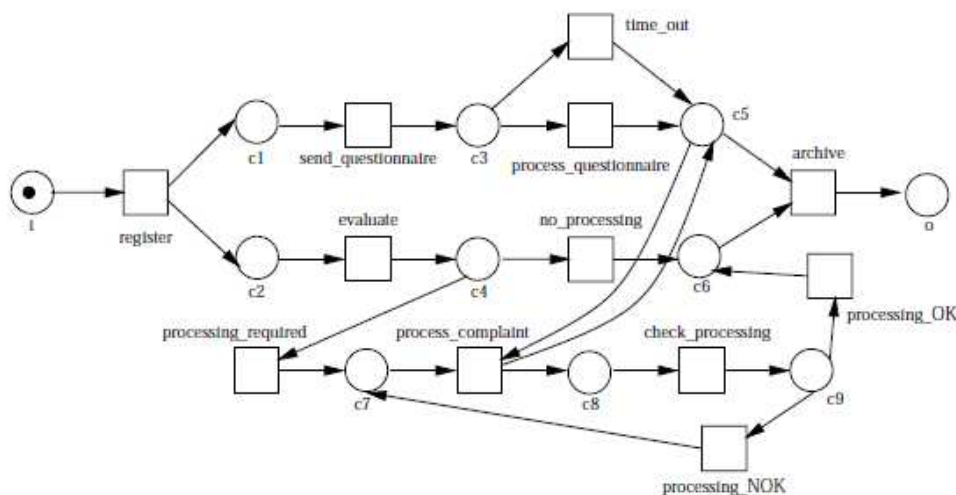 time_out
c5
c1
send_questionnaire
c3
process_questionnaire
archive
i
register
evaluate
no_processing
o
c2
c4
c6
processing_required
process_complaint
check_processing
processing_OK
c7
c8
c9
processing_NOK